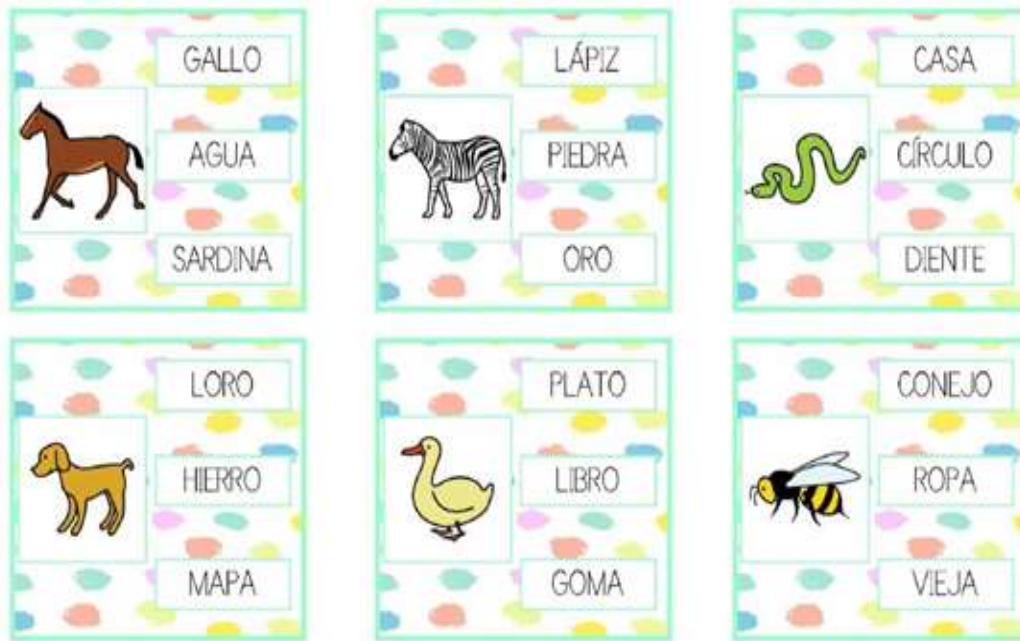 GALLO
AGUA
SARDINA
LÁPIZ
PIEDRA
ORO
CASA
CÍRCULO
DIENTE
LORO
HIERRO
MAPA
PLATO
LIBRO
GOMA
CONEJO
ROPA
VIEJA